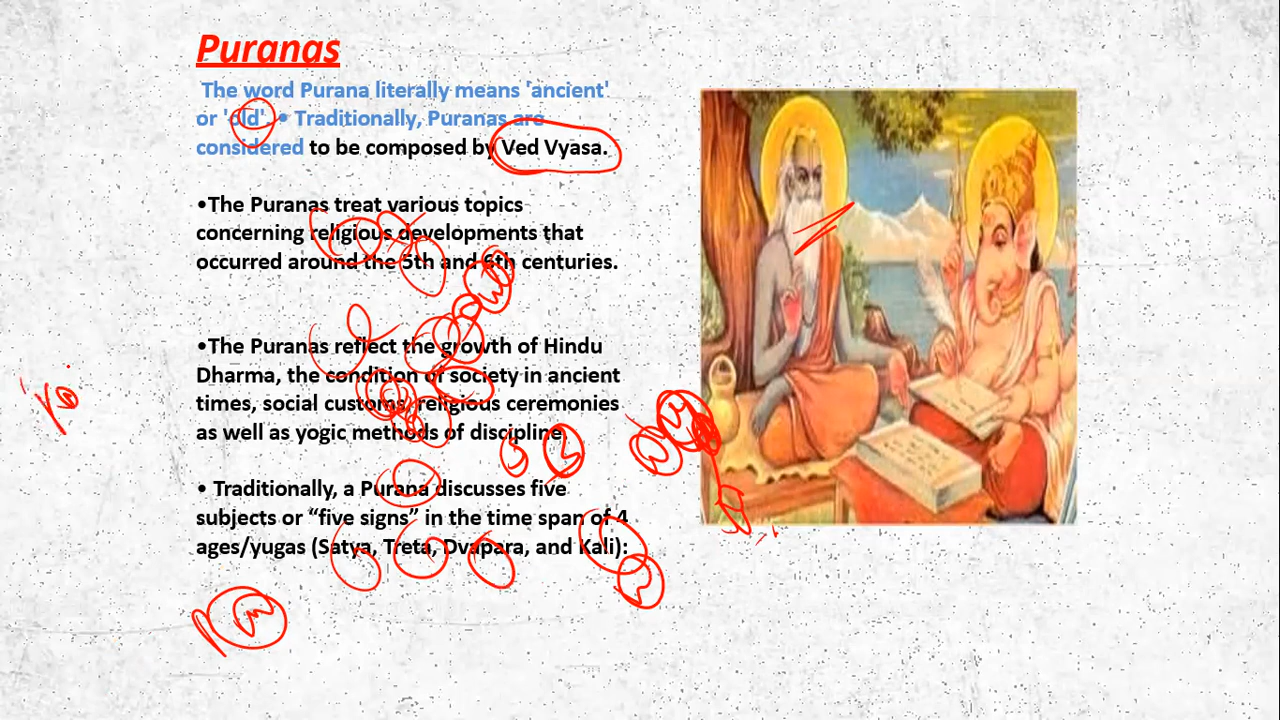 Puranas
The word Purana literally means 'ancient'
or 'old'. • Traditionally, Puranas are
considered to be composed by Ved Vyasa.
•The Puranas treat various topics
concerning religious developments that
occurred around the 5th and 6th centuries.
•The Puranas reflect the growth of Hindu
Dharma, the condition of society in ancient
times, social customs, religious ceremonies
as well as yogic methods of discipline.
• Traditionally, a Purana discusses five
subjects or “five signs” in the time span of 4
ages/yugas (Satya, Treta, Dvapara, and Kali):